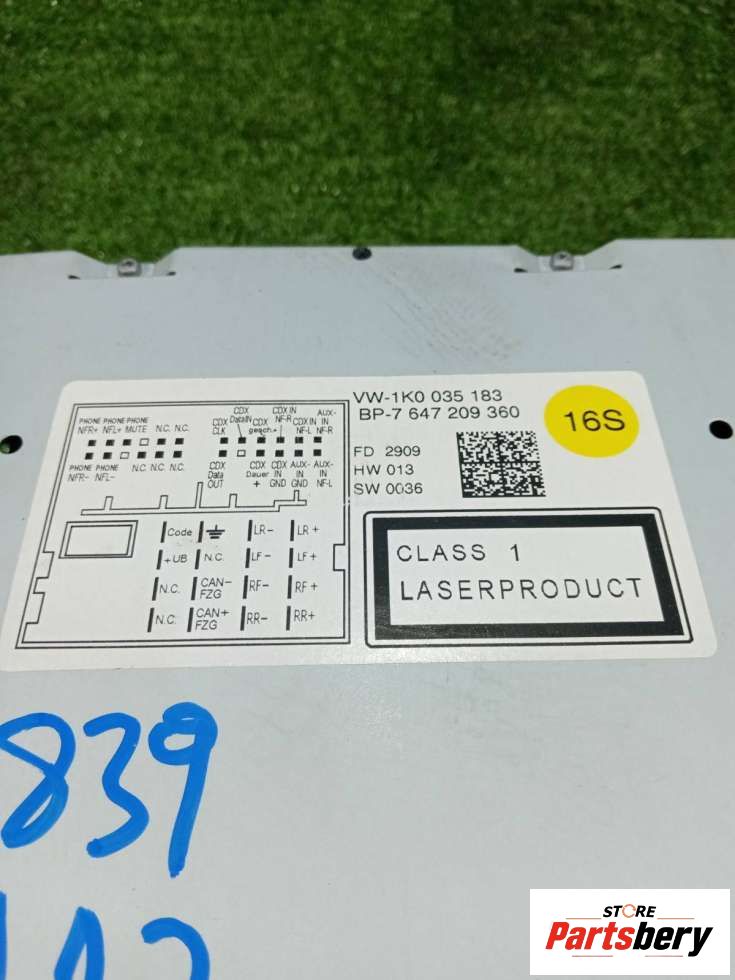 VW-1K0 035 183
BP-7 647 209 360
16S
FD 2909
HW 013
SW 0036
CLASS 1
LASERPRODUCT
PHONE PHONE PHONE
NFR+ NFL+ MUTE N.C. N.C.
CDX CLK
CDX DataIN
CDX gesch.+
CDX IN NF-R
CDX IN NF-L
AUX-IN NF-R
PHONE PHONE
NFR- NFL- N.C. N.C. N.C.
CDX Data OUT
CDX Dauer +
CDX IN GND
AUX-IN GND
AUX-IN NF-L
Code LR- LR+
+UB N.C. LF- LF+
N.C. CAN- FZG RF- RF+
N.C. CAN+ FZG RR- RR+
839
STORE
Partsbery